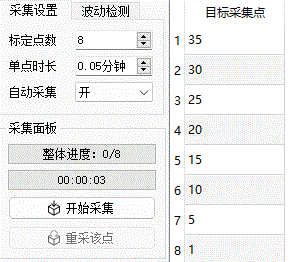 采集设置 波动检测
标定点数 8
单点时长 0.05分钟
自动采集 开
采集面板
整体进度: 0/8
00:00:03
开始采集
重采该点
目标采集点
1 35
2 30
3 25
4 20
5 15
6 10
7 5
8 1